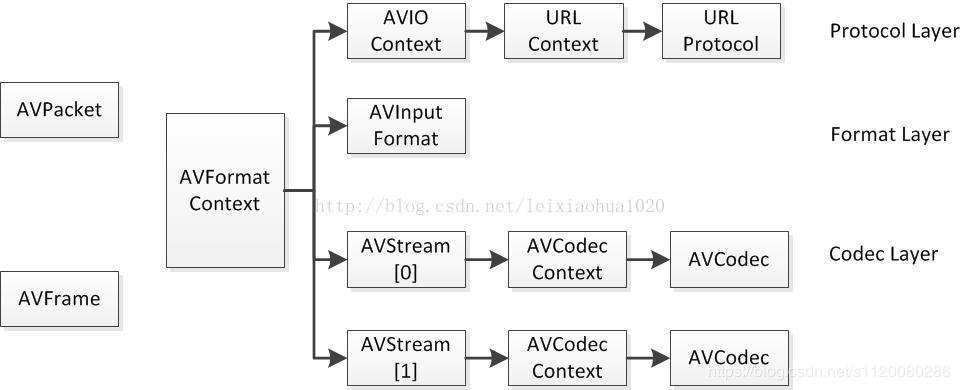 AVIO
Context
URL
Context
URL
Protocol
Protocol Layer
AVPacket
AVInput
Format
Format Layer
AVFormat
Context
http://blog.csdn.net/leixiaohua1020
AVStream
[0]
AVCodec
Context
AVCodec
Codec Layer
AVFrame
AVStream
[1]
AVCodec
Context
AVCodec
https://blog.csdn.net/s1120080286